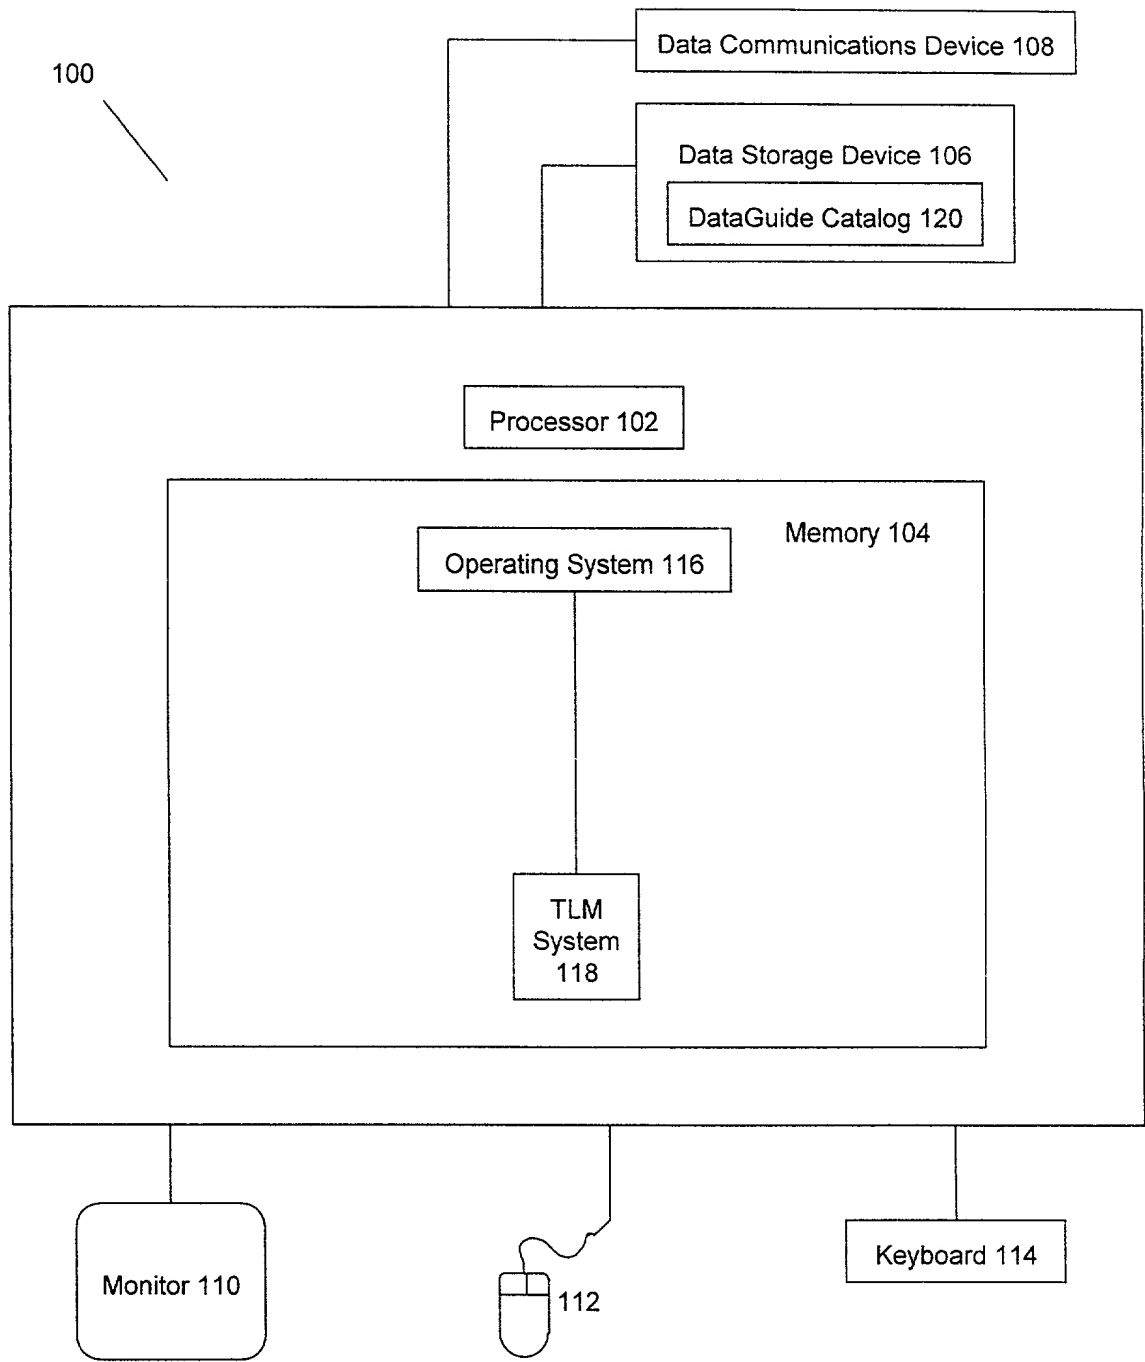 Data Communications Device 108
100
Data Storage Device 106
DataGuide Catalog 120
Processor 102
Memory 104
Operating System 116
TLM
System
118
Monitor 110
112
Keyboard 114